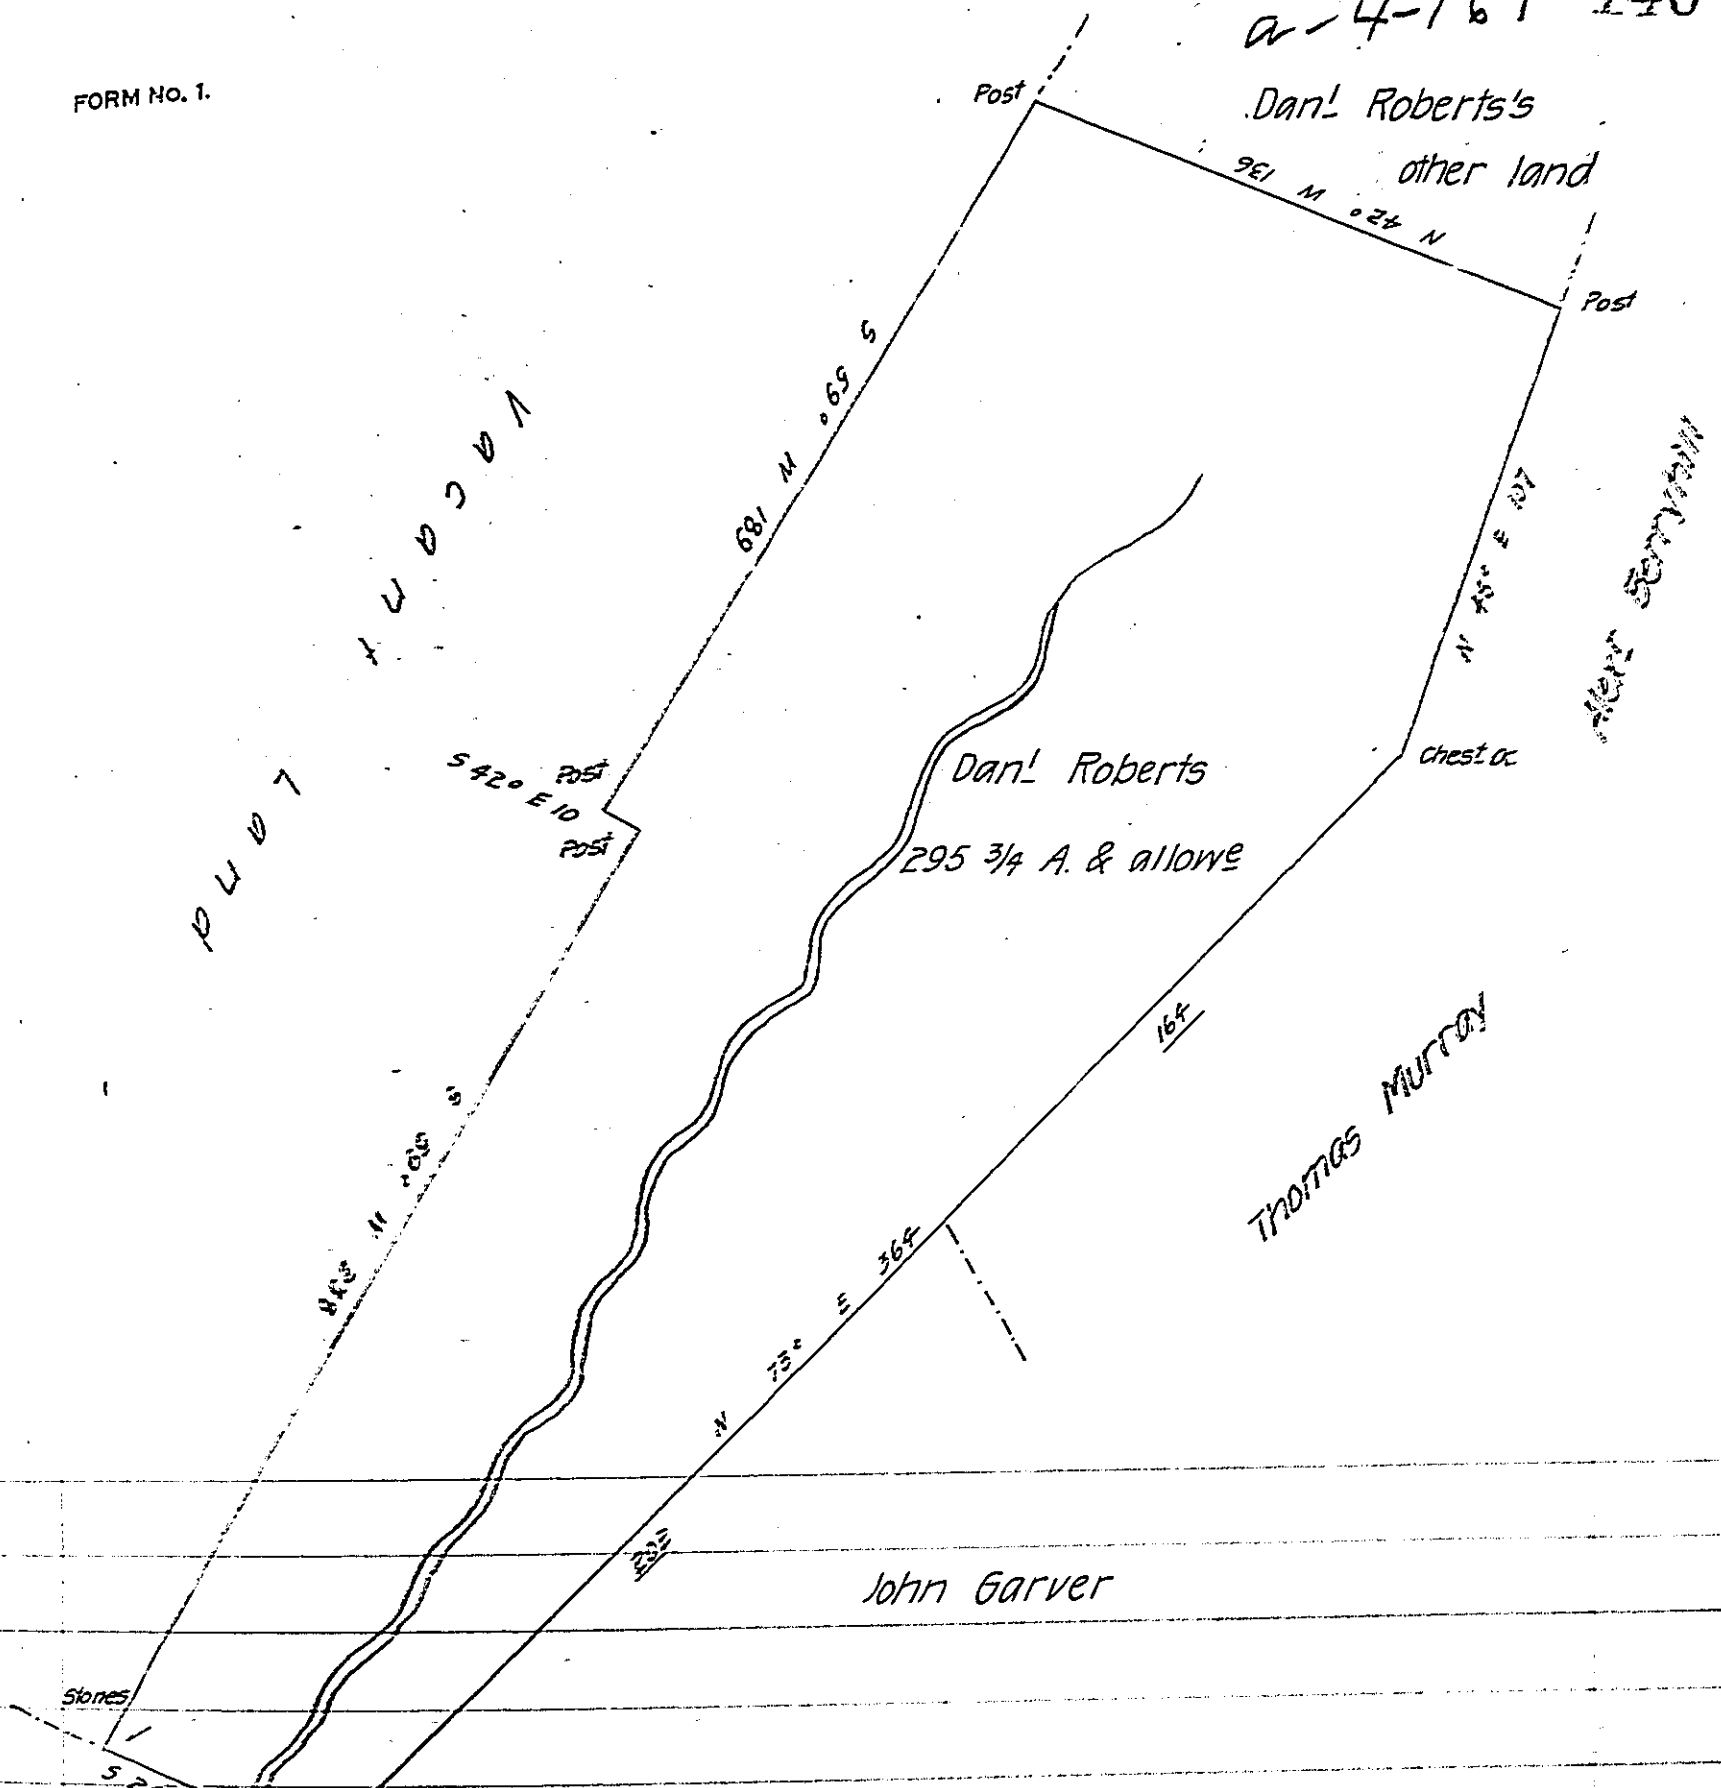 FORM No. 1.
a-4-
Post
Dan! Roberts's
other land
N 42° W 136
Post
S 59° W 189
Vacant
Land
N 45° E 107
S 42° E 10
Post
Post
Dan! Roberts
295 3/4 A. & allowe
Chest. Oc
164
Thomas Murray
S
W
N 73° E 364
John Garver
Stones
S